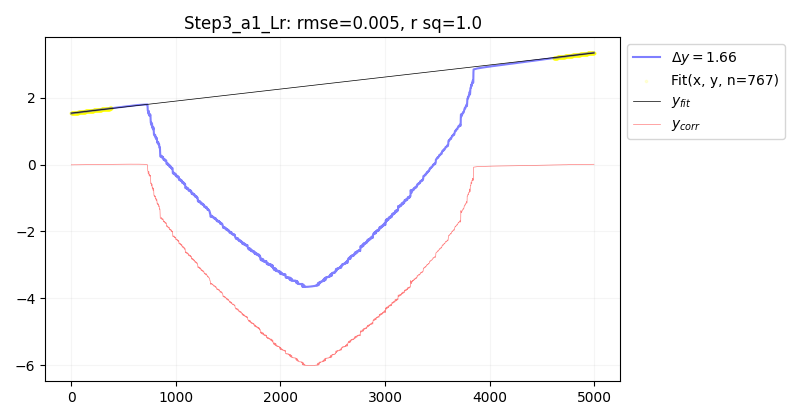 Step3_a1_Lr: rmse=0.005, r sq=1.0
2
0
−2
−4
−6
0 1000 2000 3000 4000 5000
Δy = 1.66
Fit(x, y, n=767)
y_fit
y_corr